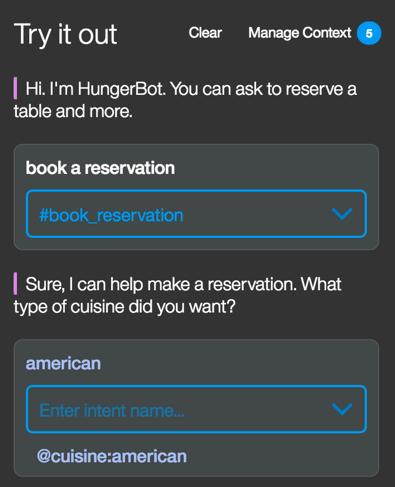 Try it out
Clear
Manage Context 5
Hi. I'm HungerBot. You can ask to reserve a
table and more.
book a reservation
#book_reservation
Sure, I can help make a reservation. What
type of cuisine did you want?
american
Enter intent name...
@cuisine:american